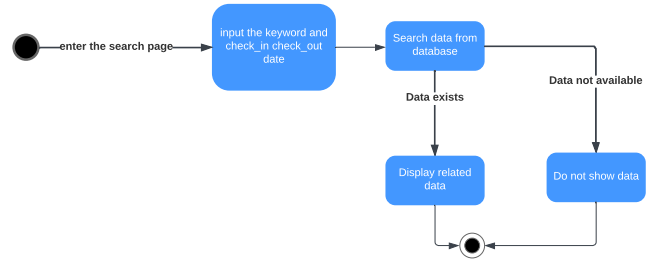 enter the search page
input the keyword and
check_in check_out
date
Search data from
database
Data exists
Data not available
Display related
data
Do not show data